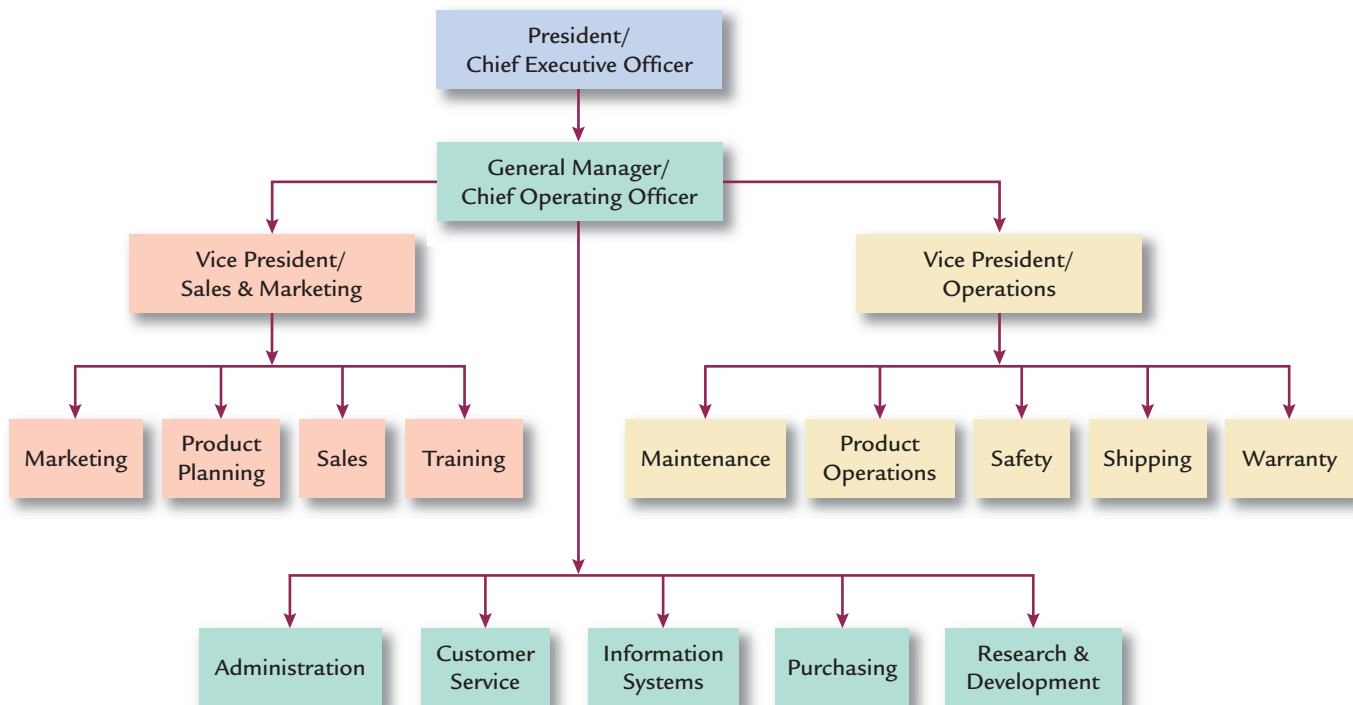 President/
Chief Executive Officer
General Manager/
Chief Operating Officer
Vice President/
Sales & Marketing
Vice President/
Operations
Marketing
Product
Planning
Sales
Training
Maintenance
Product
Operations
Safety
Shipping
Warranty
Administration
Customer
Service
Information
Systems
Purchasing
Research &
Development